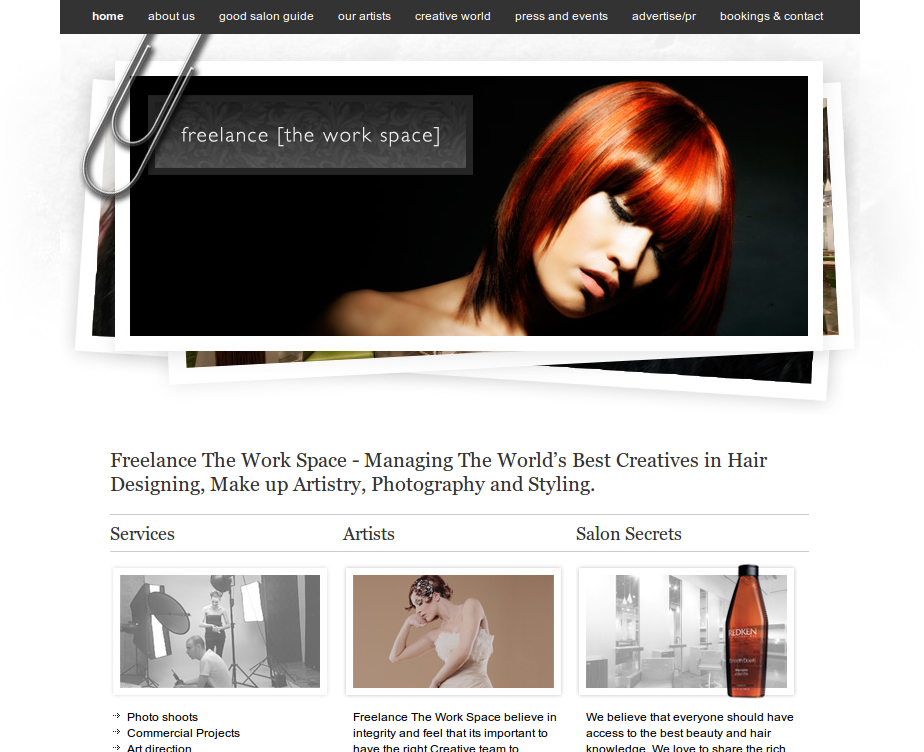 home about us good salon guide our artists creative world press and events advertise/pr bookings & contact
freelance [the work space]
Freelance The Work Space - Managing The World's Best Creatives in Hair
Designing, Make up Artistry, Photography and Styling.
Services Artists Salon Secrets
REDKEN
Photo shoots
Commercial Projects
Art direction
Freelance The Work Space believe in
integrity and feel that its important to
have the right Creative team to
We believe that everyone should have
access to the best beauty and hair
knowledge. We love to share the rich